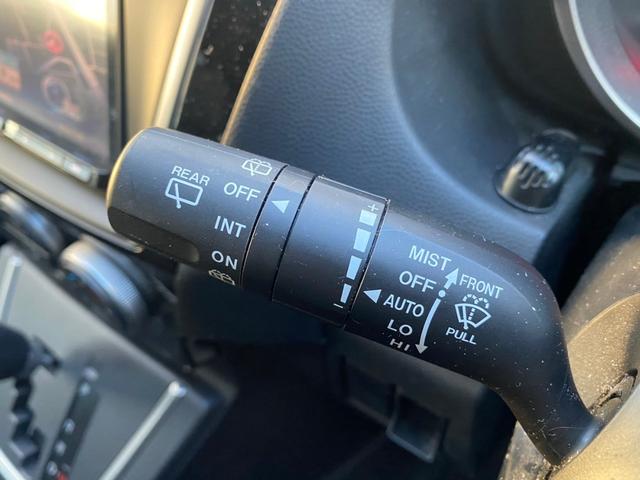 REAR
OFF
INT
ON
+
−
MIST
OFF
AUTO
LO
HI
FRONT
PULL